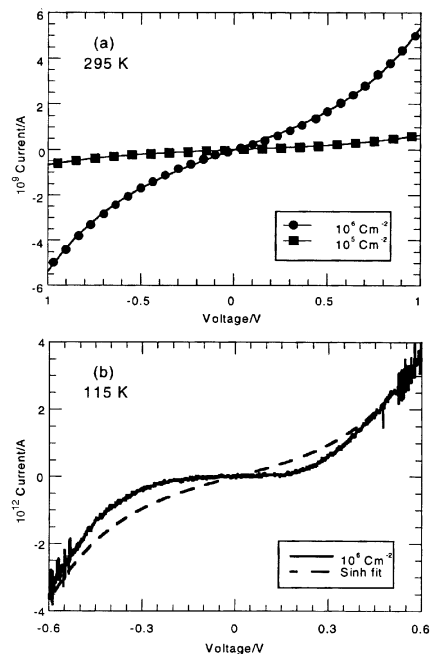 6
(a)
295 K
4
2
0
-2
-4
-6
10⁹ Current/A
10⁶ Cm⁻²
10⁵ Cm⁻²
1
-0.5
0
0.5
1
Voltage/V
4
(b)
115 K
2
0
-2
-4
10¹² Current/A
10⁶ Cm⁻²
Sinh fit
-0.6
-0.3
0
0.3
0.6
Voltage/V